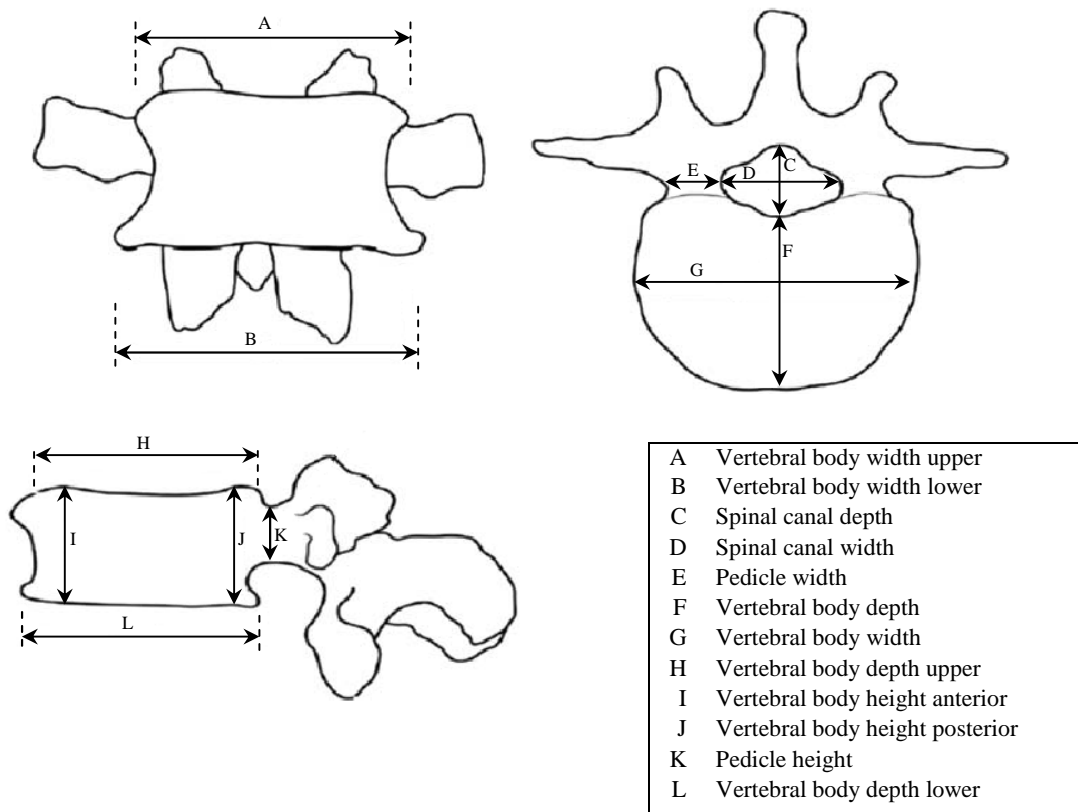 A
B
C
D
E
F
G
H
I
J
K
L
A Vertebral body width upper
B Vertebral body width lower
C Spinal canal depth
D Spinal canal width
E Pedicle width
F Vertebral body depth
G Vertebral body width
H Vertebral body depth upper
I Vertebral body height anterior
J Vertebral body height posterior
K Pedicle height
L Vertebral body depth lower